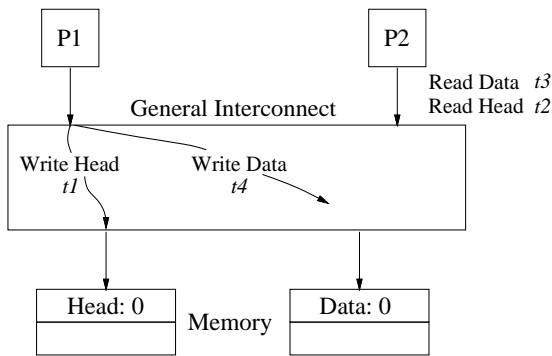 P1
P2
Read Data t3
Read Head t2
General Interconnect
Write Head
t1
Write Data
t4
Head: 0
Memory
Data: 0